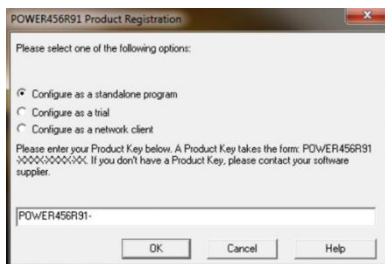 POWER456R91 Product Registration
Please select one of the following options:
Configure as a standalone program
Configure as a trial
Configure as a network client
Please enter your Product Key below. A Product Key takes the form: POWER456R91
If you don't have a Product Key, please contact your software
supplier.
POWER456R91-
OK Cancel Help